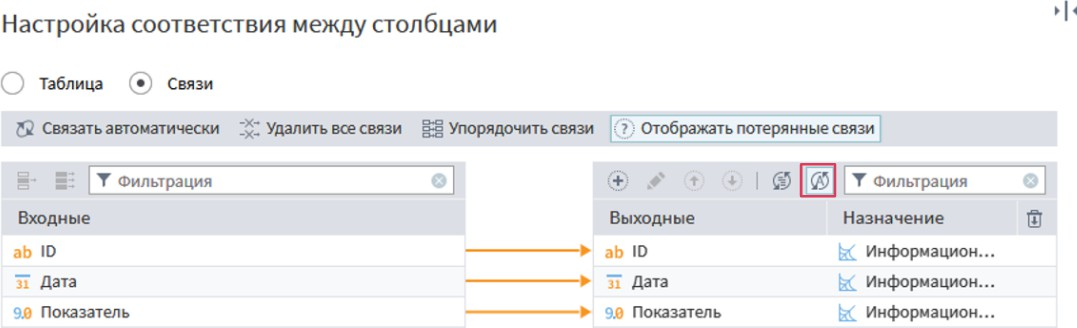 Настройка соответствия между столбцами
Таблица Связи
Связать автоматически Удалить все связи Упорядочить связи ? Отображать потерянные связи
Фильтрация Фильтрация
Входные Выходные Назначение
ab ID ab ID Информацион...
31 Дата 31 Дата Информацион...
9.0 Показатель 9.0 Показатель Информацион...